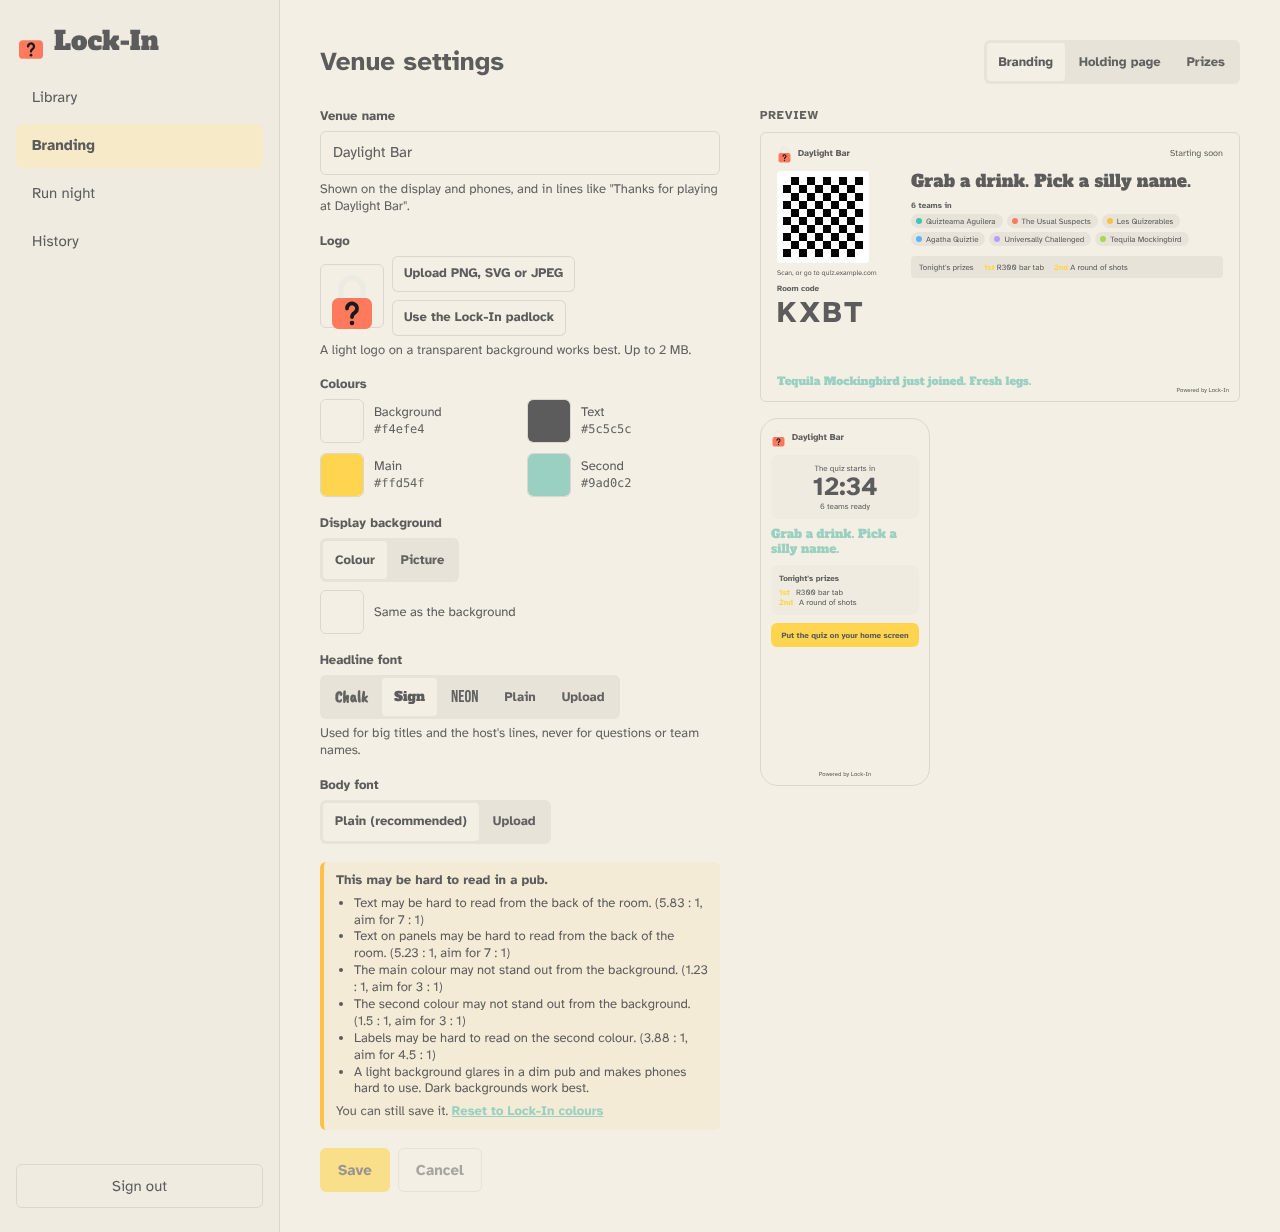 Lock-In
Library
Branding
Run night
History
Sign out
Venue settings
Branding
Holding page
Prizes
Venue name
Daylight Bar
Shown on the display and phones, and in lines like "Thanks for playing
at Daylight Bar".
Logo
?
Upload PNG, SVG or JPEG
Use the Lock-In padlock
A light logo on a transparent background works best. Up to 2 MB.
Colours
Background
#f4efe4
Text
#5c5c5c
Main
#ffd54f
Second
#9ad0c2
Display background
Colour
Picture
Same as the background
Headline font
Chalk
Sign
NEON
Plain
Upload
Used for big titles and the host's lines, never for questions or team
names.
Body font
Plain (recommended)
Upload
This may be hard to read in a pub.
• Text may be hard to read from the back of the room. (5.83 : 1,
aim for 7 : 1)
• Text on panels may be hard to read from the back of the
room. (5.23 : 1, aim for 7 : 1)
• The main colour may not stand out from the background. (1.23
: 1, aim for 3 : 1)
• The second colour may not stand out from the background.
(1.5 : 1, aim for 3 : 1)
• Labels may be hard to read on the second colour. (3.88 : 1,
aim for 4.5 : 1)
• A light background glares in a dim pub and makes phones
hard to use. Dark backgrounds work best.
You can still save it. Reset to Lock-In colours
Save
Cancel
PREVIEW
Daylight Bar
Starting soon
Grab a drink. Pick a silly name.
6 teams in
Quizteama Aguilera
The Usual Suspects
Les Quizerables
Agatha Quiztie
Universally Challenged
Tequila Mockingbird
Tonight's prizes 1st R300 bar tab 2nd A round of shots
Scan, or go to quiz.example.com
Room code
KXBT
Tequila Mockingbird just joined. Fresh legs.
Powered by Lock-In
Daylight Bar
The quiz starts in
12:34
6 teams ready
Grab a drink. Pick a
silly name.
Tonight's prizes
1st R300 bar tab
2nd A round of shots
Put the quiz on your home screen
Powered by Lock-In